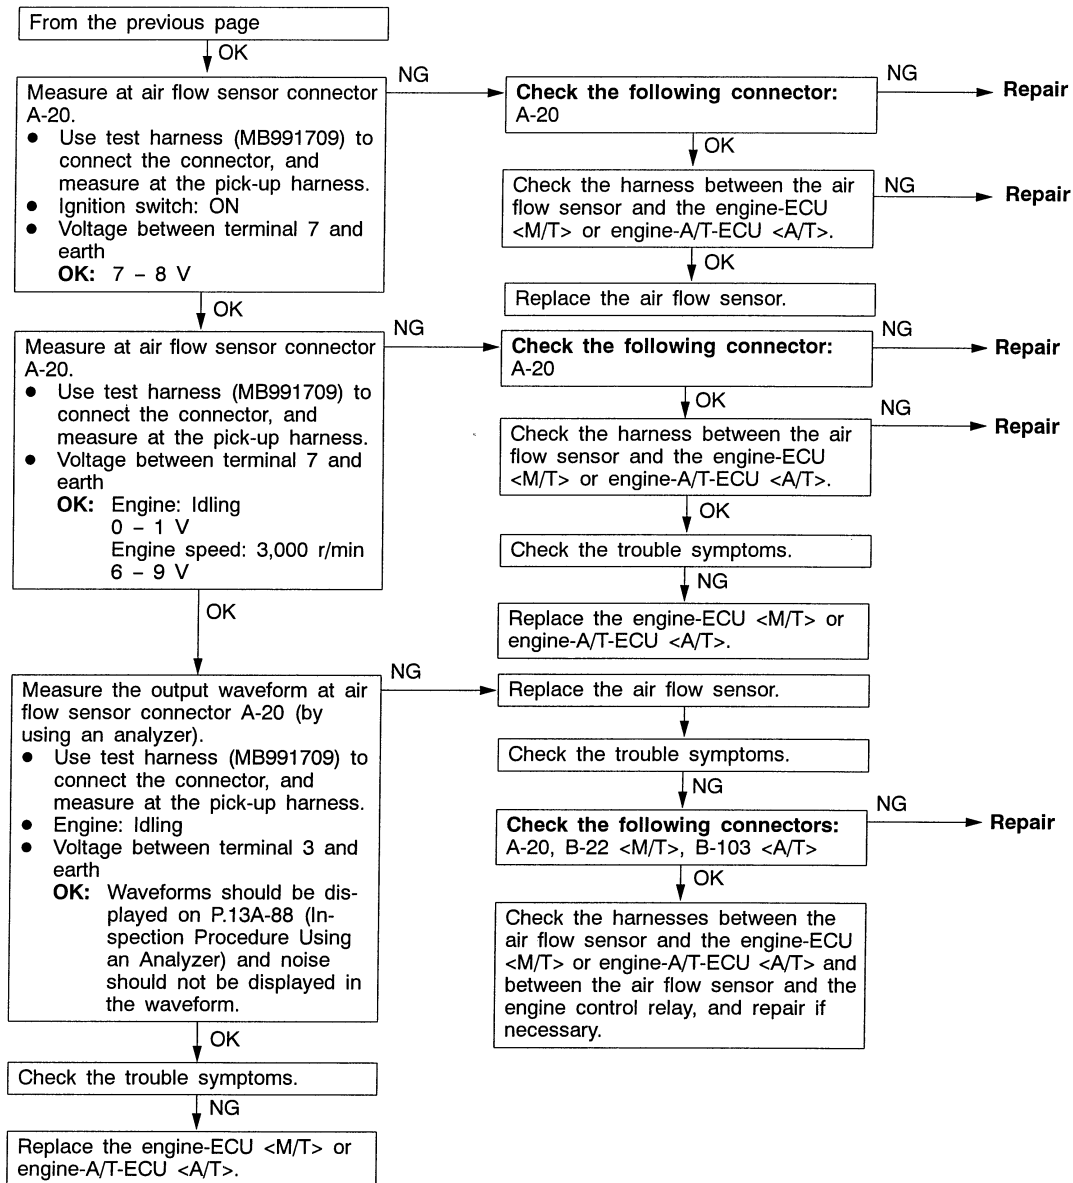 From the previous page
OK
Measure at air flow sensor connector
A-20.
● Use test harness (MB991709) to
connect the connector, and
measure at the pick-up harness.
● Ignition switch: ON
● Voltage between terminal 7 and
earth
OK: 7 – 8 V
NG
Check the following connector:
A-20
NG
Repair
OK
Check the harness between the air
flow sensor and the engine-ECU
<M/T> or engine-A/T-ECU <A/T>.
NG
Repair
OK
Replace the air flow sensor.
OK
Measure at air flow sensor connector
A-20.
● Use test harness (MB991709) to
connect the connector, and
measure at the pick-up harness.
● Voltage between terminal 7 and
earth
OK: Engine: Idling
0 – 1 V
Engine speed: 3,000 r/min
6 – 9 V
NG
Check the following connector:
A-20
NG
Repair
OK
Check the harness between the air
flow sensor and the engine-ECU
<M/T> or engine-A/T-ECU <A/T>.
NG
Repair
OK
Check the trouble symptoms.
NG
Replace the engine-ECU <M/T> or
engine-A/T-ECU <A/T>.
OK
Measure the output waveform at air
flow sensor connector A-20 (by
using an analyzer).
● Use test harness (MB991709) to
connect the connector, and
measure at the pick-up harness.
● Engine: Idling
● Voltage between terminal 3 and
earth
OK: Waveforms should be dis-
played on P.13A-88 (In-
spection Procedure Using
an Analyzer) and noise
should not be displayed in
the waveform.
NG
Replace the air flow sensor.
Check the trouble symptoms.
NG
Check the following connectors:
A-20, B-22 <M/T>, B-103 <A/T>
NG
Repair
OK
Check the harnesses between the
air flow sensor and the engine-ECU
<M/T> or engine-A/T-ECU <A/T> and
between the air flow sensor and the
engine control relay, and repair if
necessary.
OK
Check the trouble symptoms.
NG
Replace the engine-ECU <M/T> or
engine-A/T-ECU <A/T>.